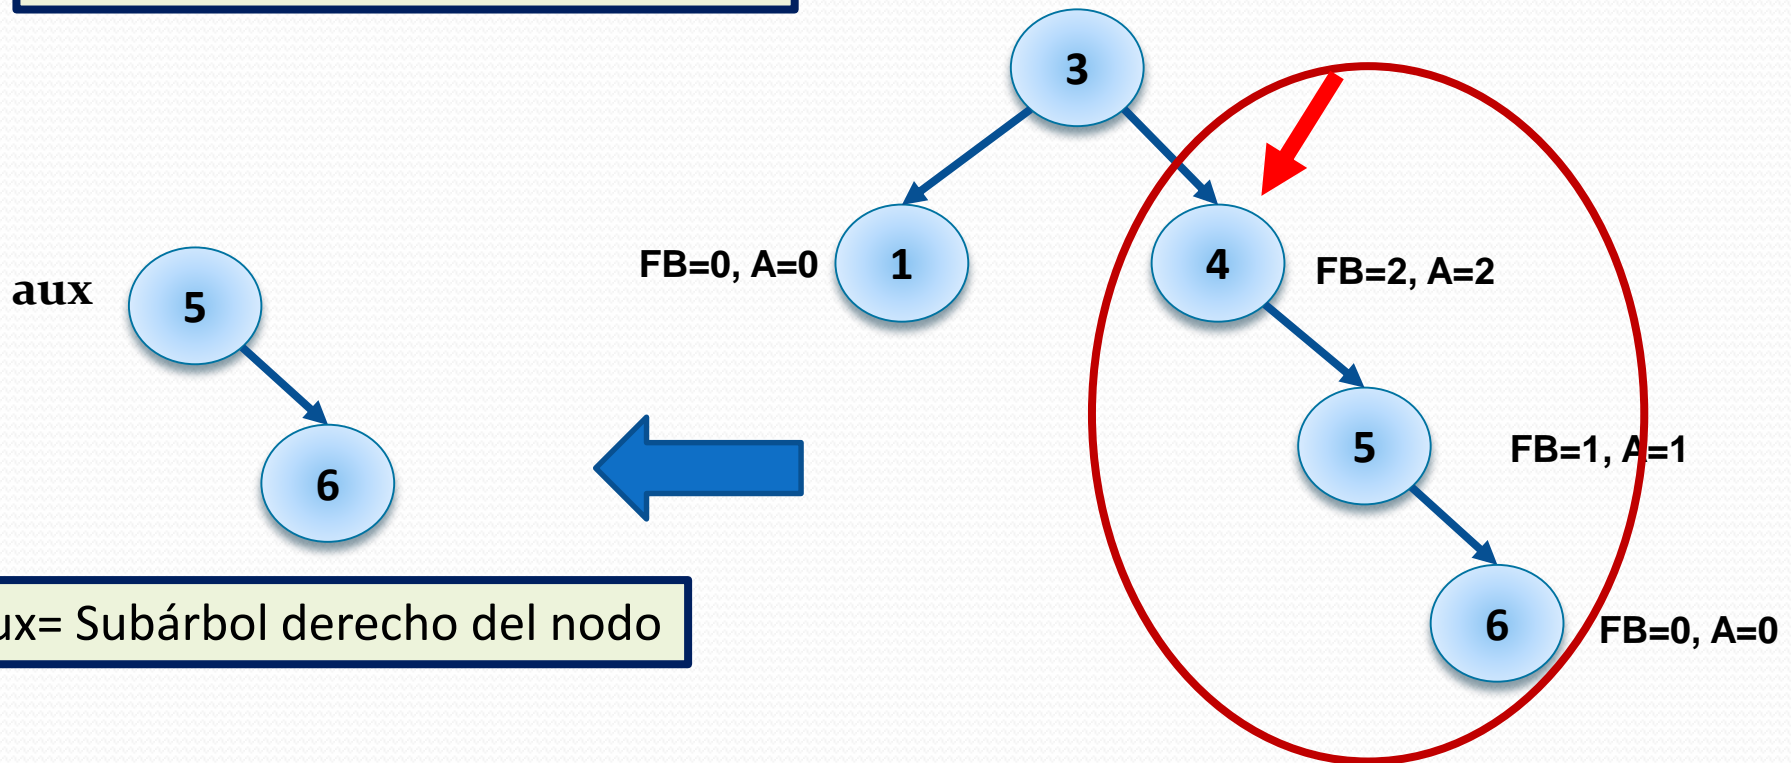 3
FB=0, A=0 1 4 FB=2, A=2
aux 5
5 FB=1, A=1
6
Subárbol derecho del nodo
6 FB=0, A=0